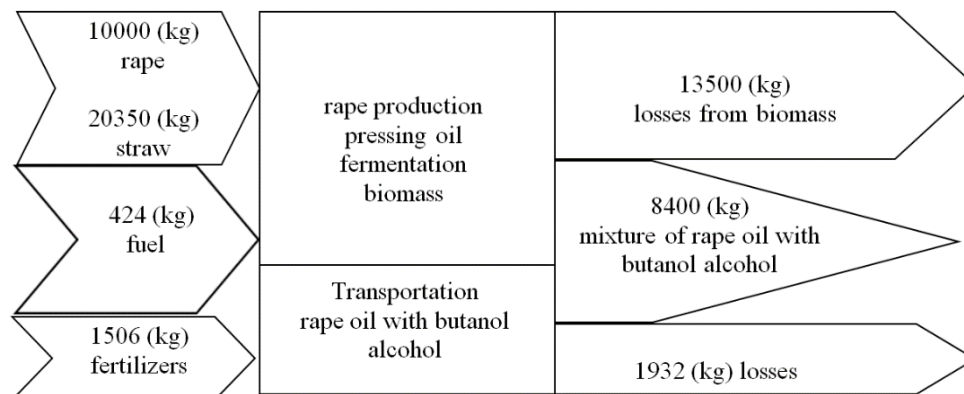 10000 (kg)
rape
20350 (kg)
straw
424 (kg)
fuel
1506 (kg)
fertilizers
rape production
pressing oil
fermentation
biomass
Transportation
rape oil with butanol
alcohol
13500 (kg)
losses from biomass
8400 (kg)
mixture of rape oil with
butanol alcohol
1932 (kg) losses